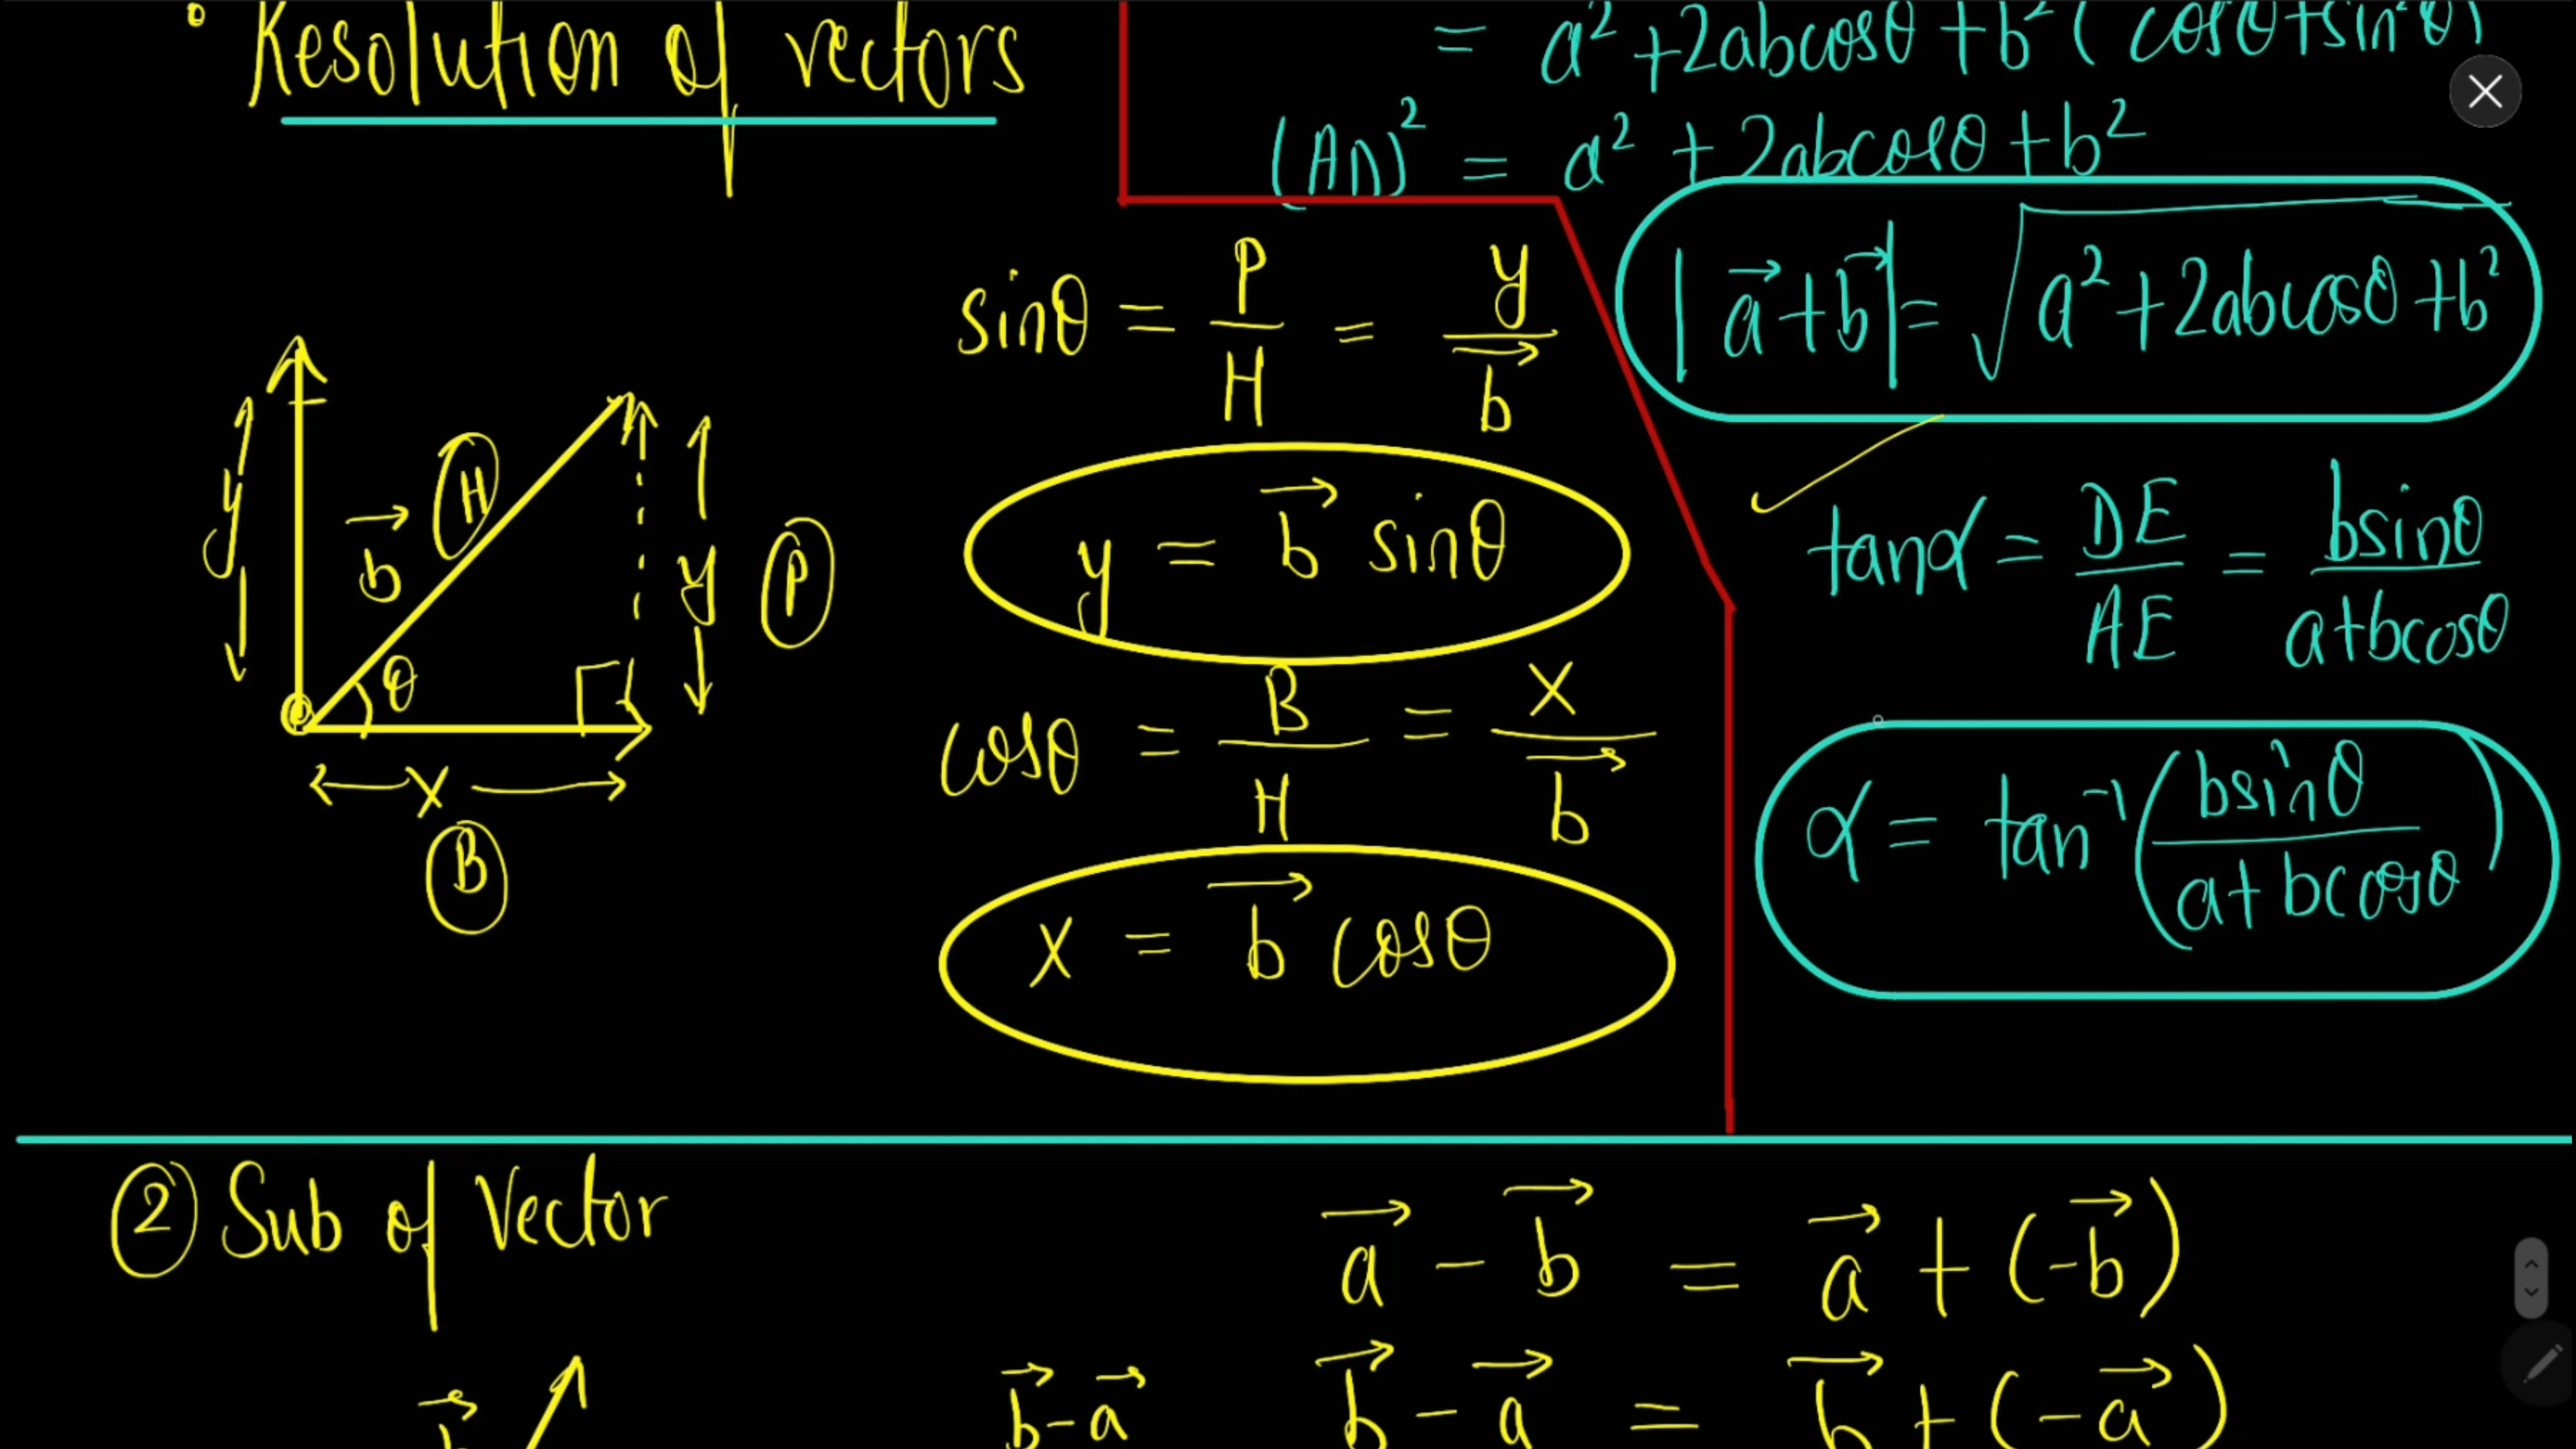 Resolution of vectors
= a² + 2abcosθ + b² (cos²θ + sin²θ)
(AD)² = a² + 2abcosθ + b²
|a⃗ + b⃗| = √(a² + 2abcosθ + b²)
tanα = DE/AE = bsinθ/(a + bcosθ)
α = tan⁻¹(bsinθ/(a + bcosθ))
y
b⃗
H
θ
y
P
X
B
sinθ = P/H = y/b⃗
y = b⃗ sinθ
cosθ = B/H = X/b⃗
X = b⃗ cosθ
② Sub of Vector
a⃗ - b⃗ = a⃗ + (-b⃗)
b⃗
b⃗ - a⃗
b⃗ - a⃗ = b⃗ + (-a⃗)